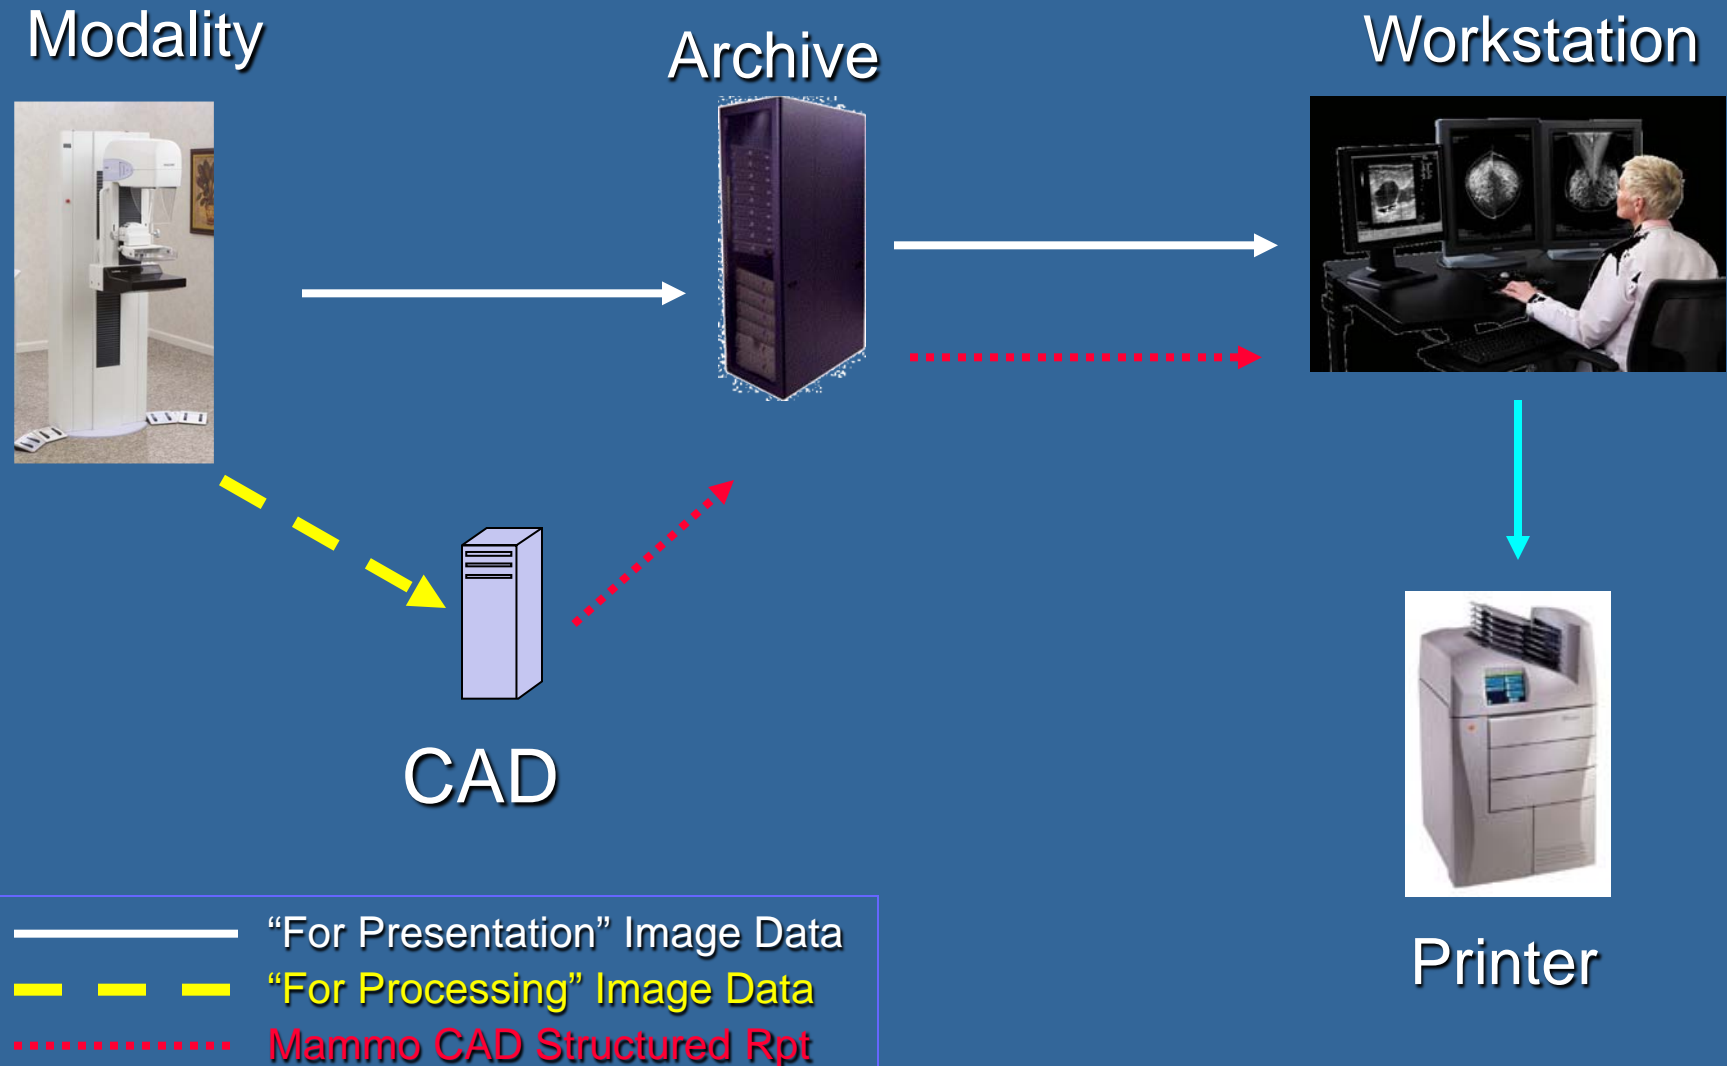 Modality
Archive
Workstation
CAD
Printer
“For Presentation” Image Data
“For Processing” Image Data
Mammo CAD Structured Rpt